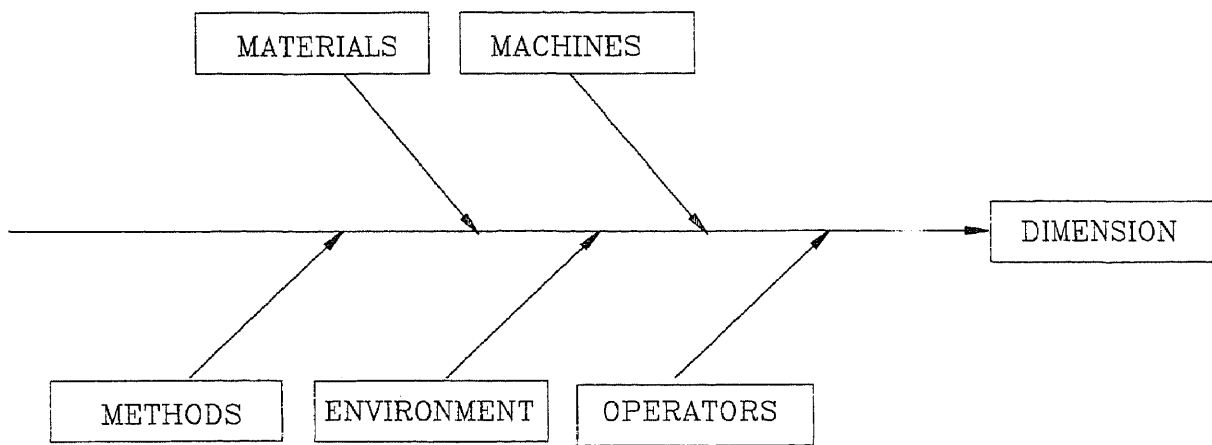 MATERIALS
MACHINES
DIMENSION
METHODS
ENVIRONMENT
OPERATORS